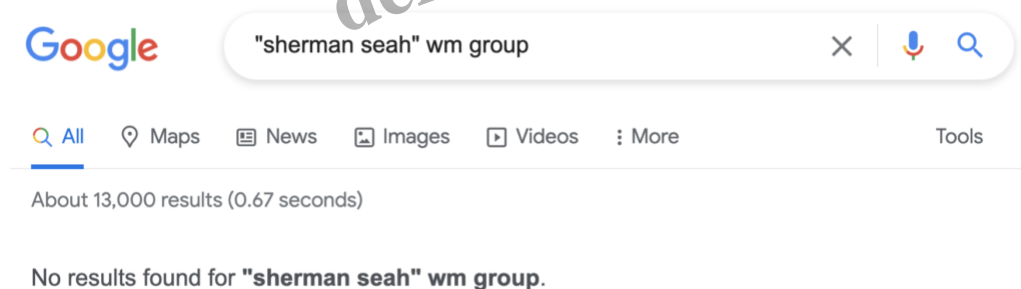 Google "sherman seah" wm group
All Maps News Images Videos More Tools
About 13,000 results (0.67 seconds)
No results found for "sherman seah" wm group.